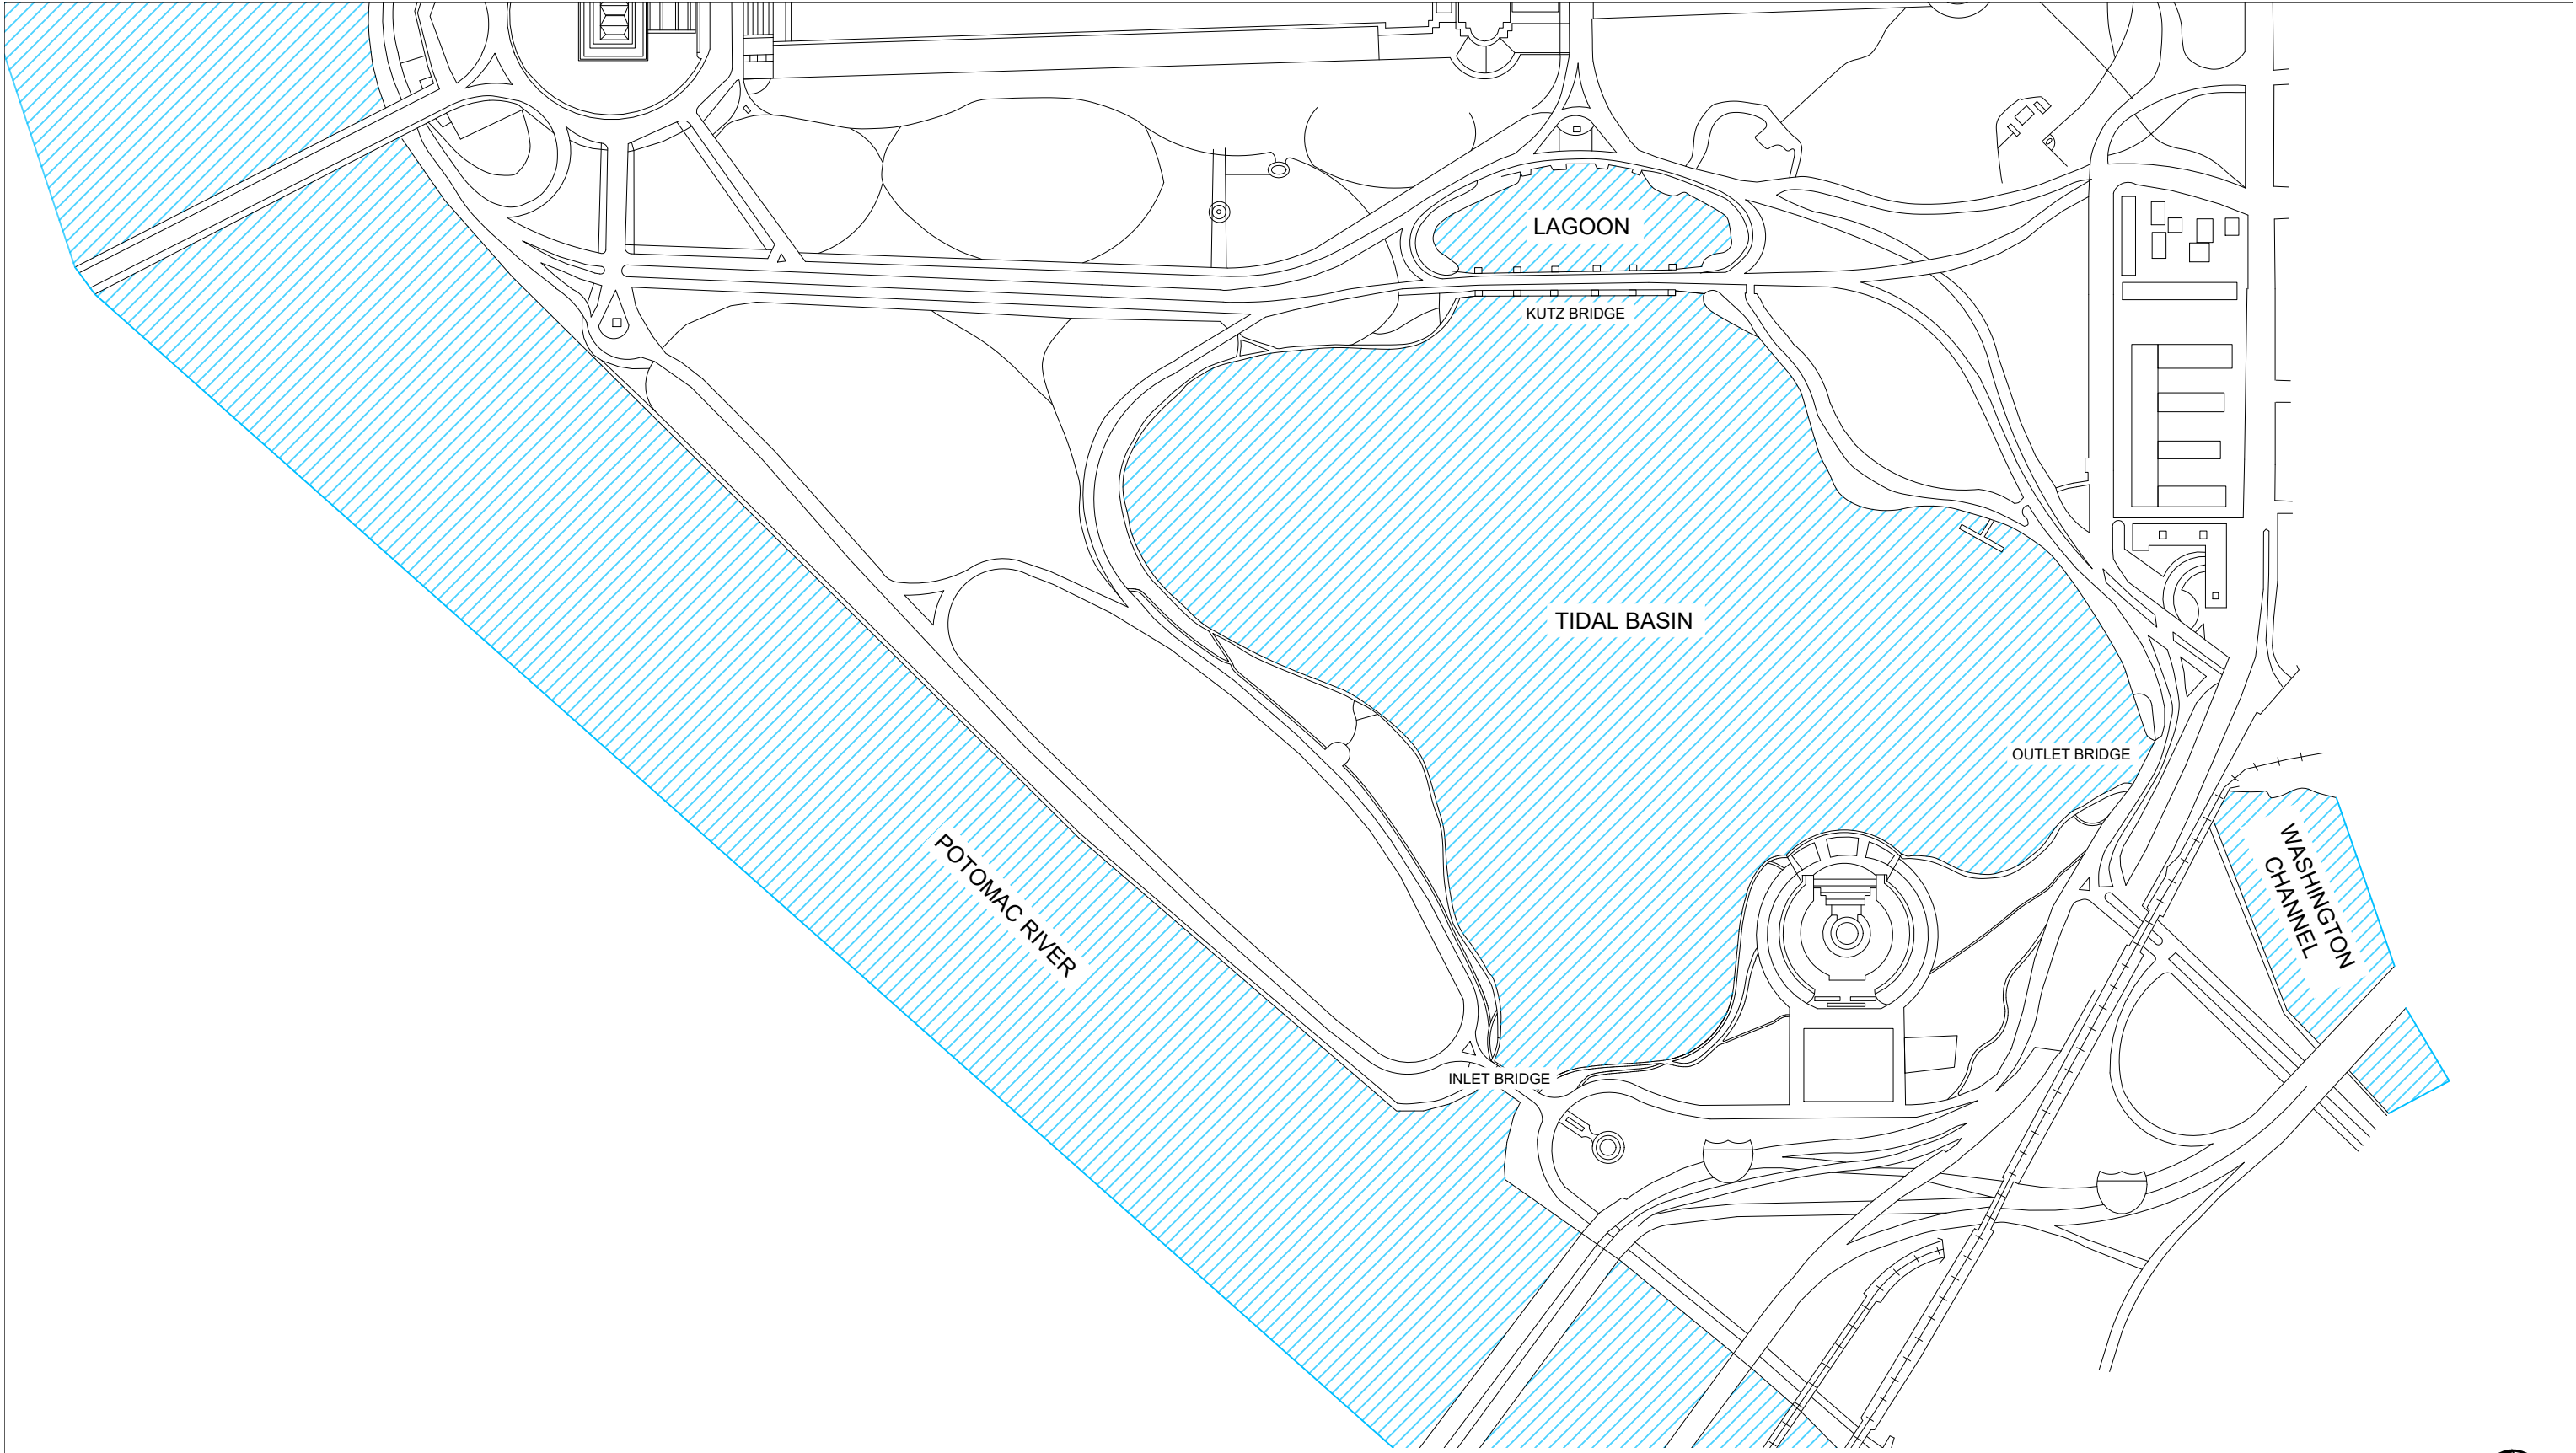 LAGOON
KUTZ BRIDGE
TIDAL BASIN
OUTLET BRIDGE
WASHINGTON
CHANNEL
POTOMAC RIVER
INLET BRIDGE